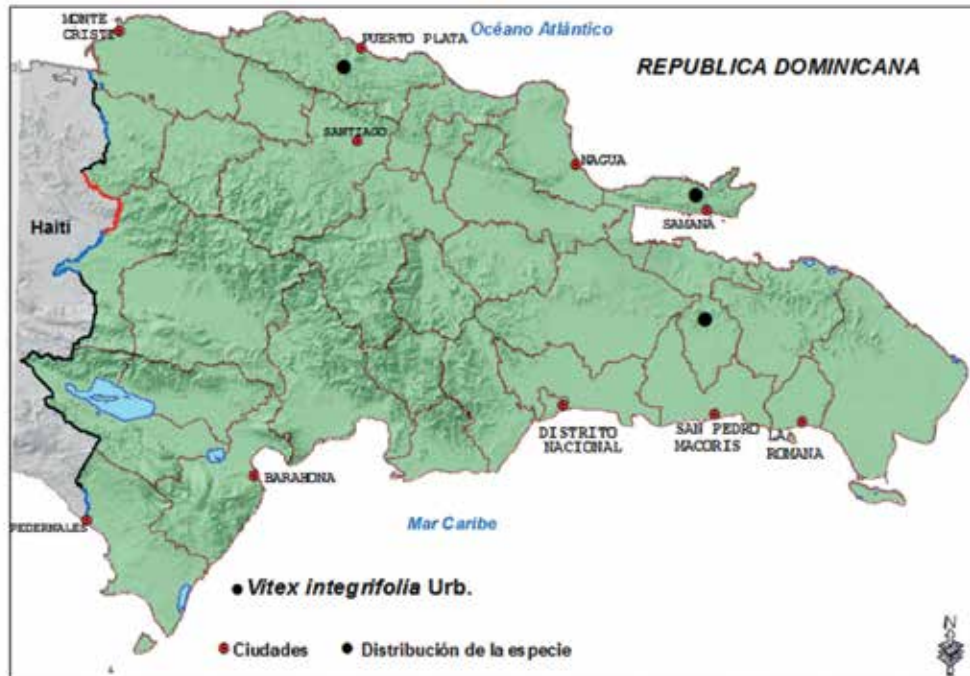 MONTE
CRISTI
PUERTO PLATA
Océano Atlántico
REPUBLICA DOMINICANA
SANTIAGO
NAGUA
SAMANA
Haití
DISTRITO
NACIONAL
SAN PEDRO
MACORIS
LA
ROMANA
BARAHONA
PEDERNALES
Mar Caribe
Vitex integrifolia Urb.
Ciudades
Distribución de la especie
N